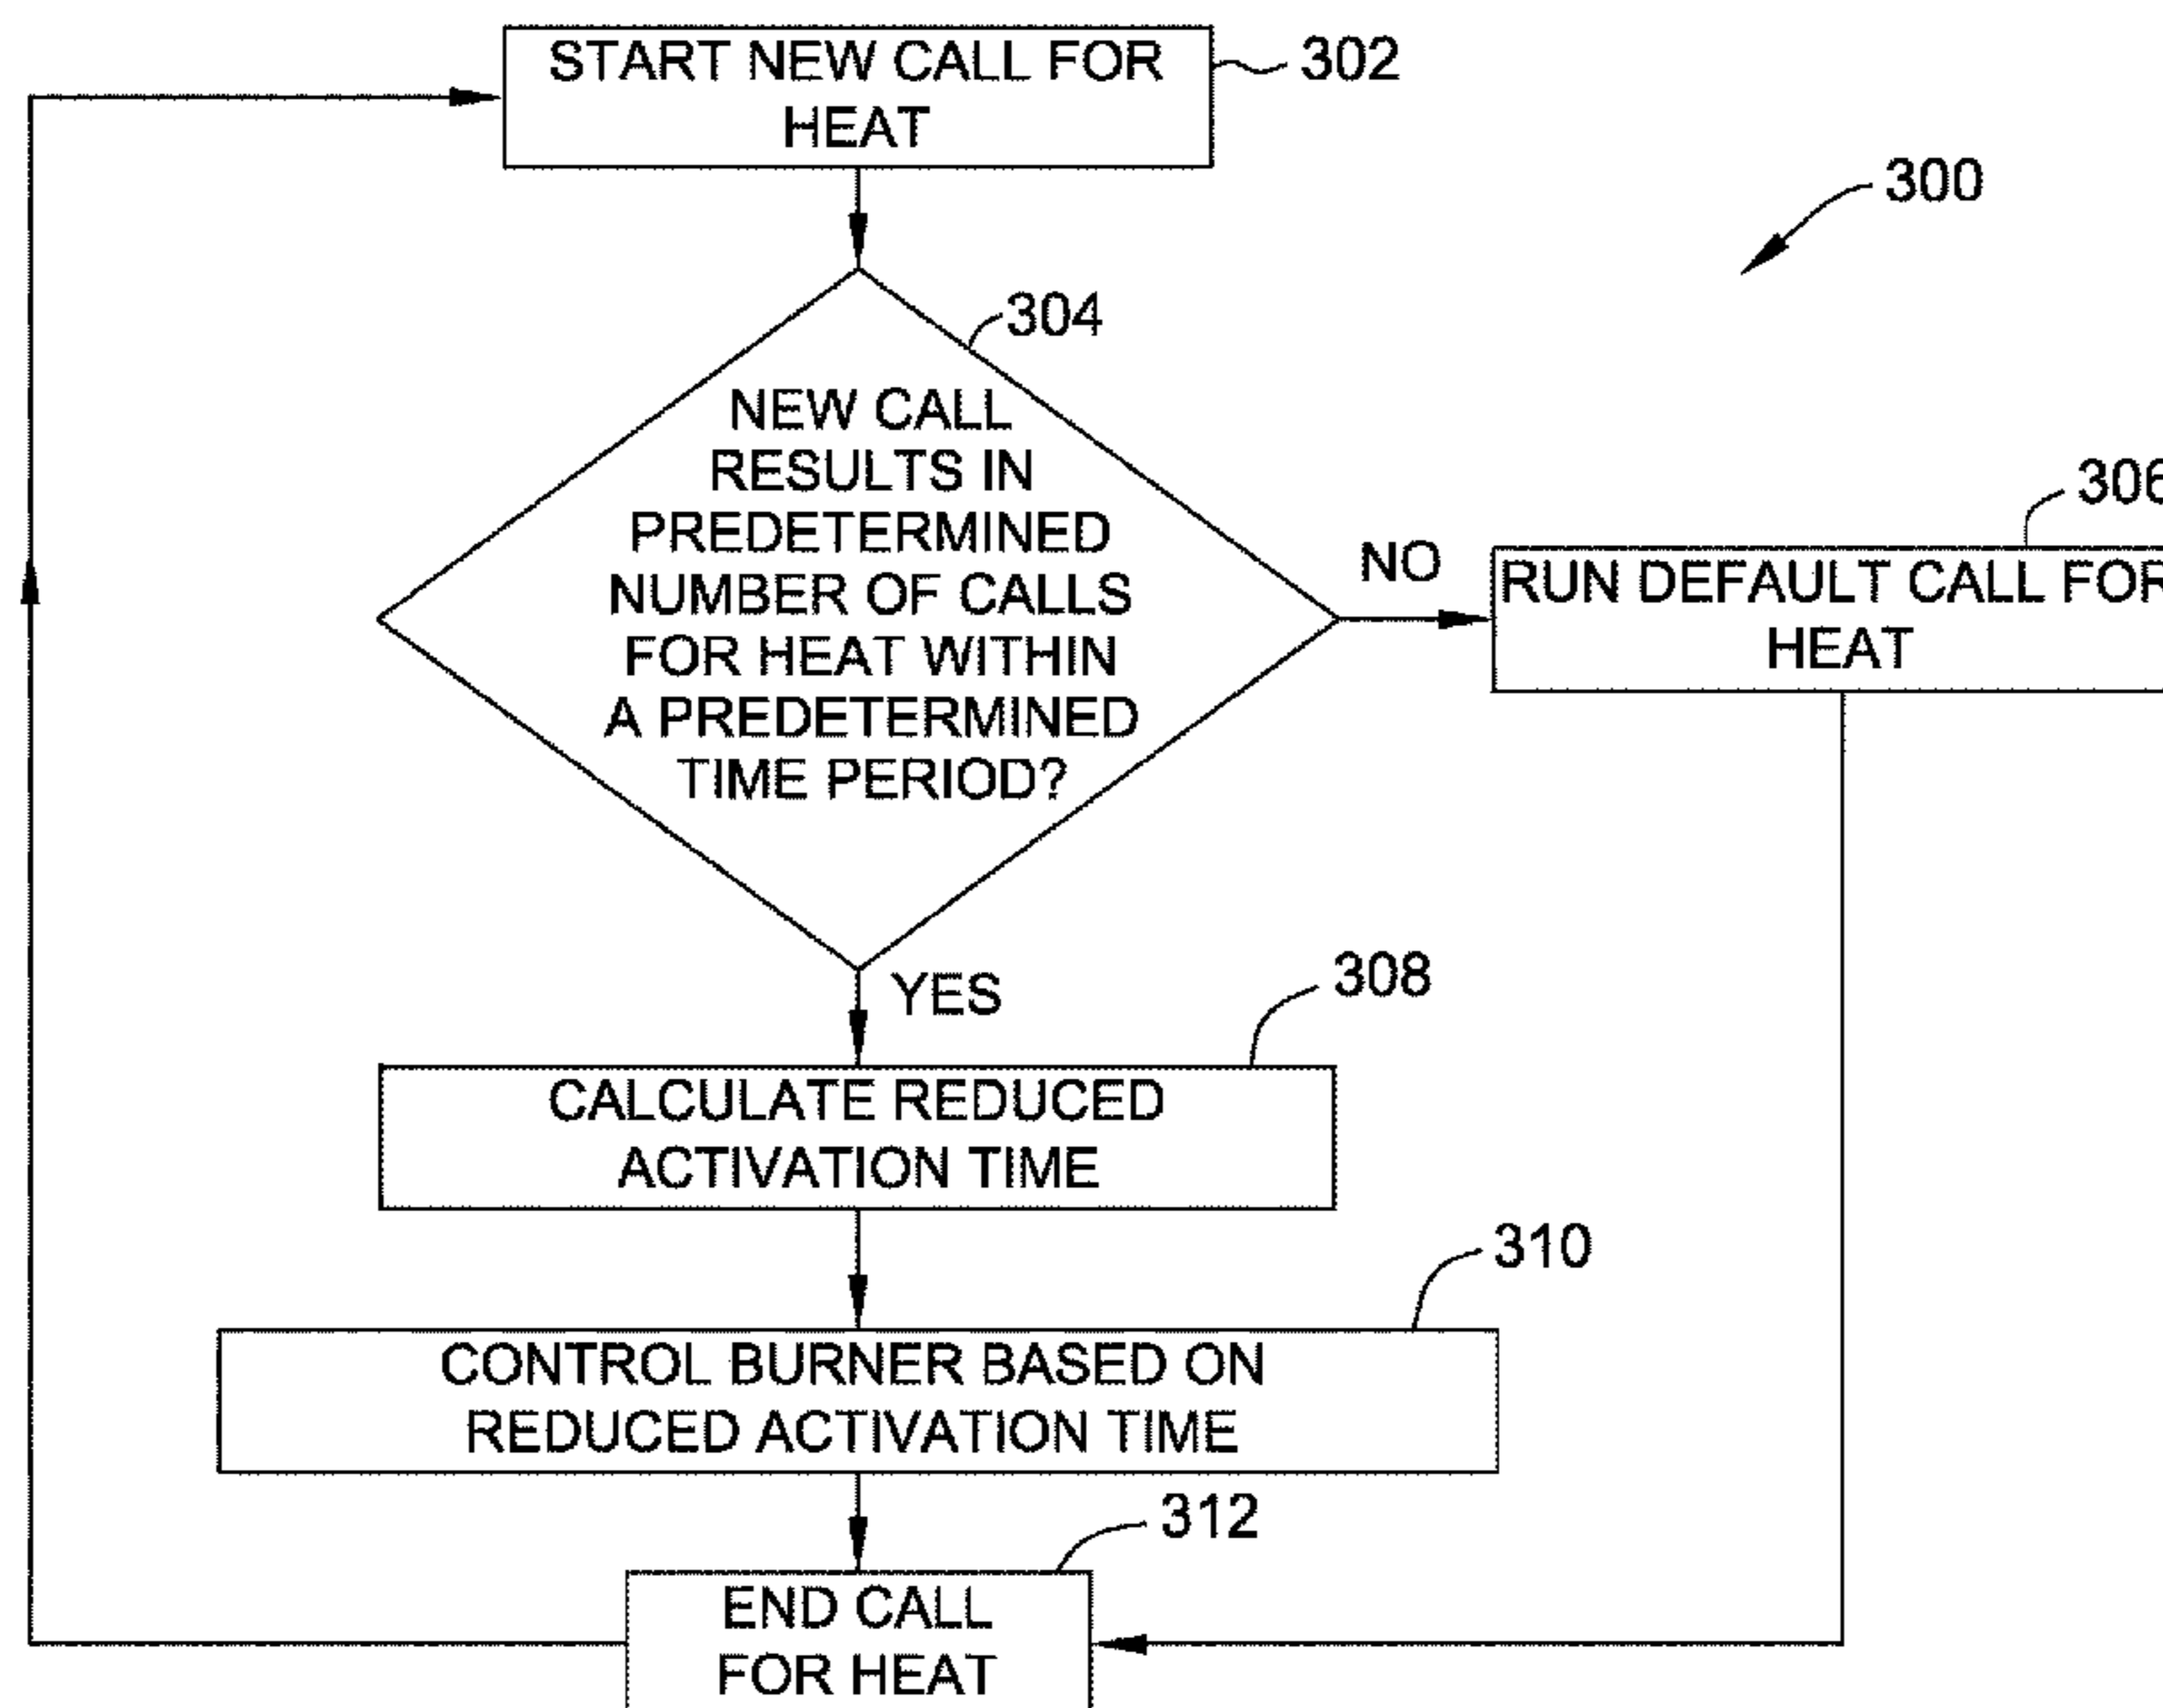 START NEW CALL FOR
HEAT
302
300
304
NEW CALL
RESULTS IN
PREDETERMINED
NUMBER OF CALLS
FOR HEAT WITHIN
A PREDETERMINED
TIME PERIOD?
NO
306
RUN DEFAULT CALL FOR
HEAT
YES
308
CALCULATE REDUCED
ACTIVATION TIME
310
CONTROL BURNER BASED ON
REDUCED ACTIVATION TIME
312
END CALL
FOR HEAT